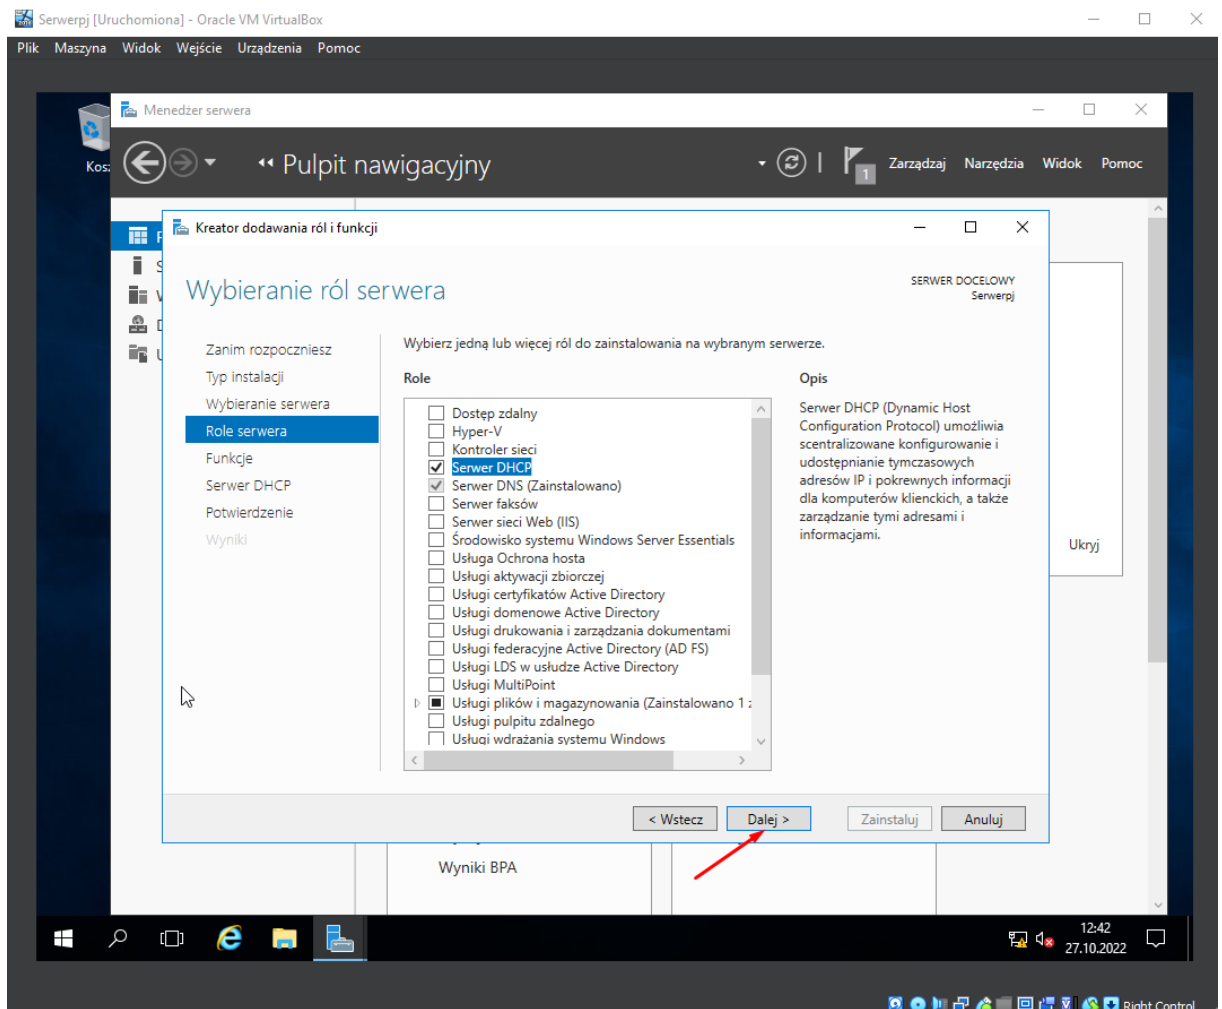 Serwerpj [Uruchomiona] - Oracle VM VirtualBox
Plik Maszyna Widok Wejście Urządzenia Pomoc
Menedżer serwera
Pulpit nawigacyjny
1
Zarządzaj Narzędzia Widok Pomoc
Kreator dodawania ról i funkcji
Wybieranie ról serwera
SERWER DOCELOWY
Serwerpj
Zanim rozpoczniesz
Typ instalacji
Wybieranie serwera
Role serwera
Funkcje
Serwer DHCP
Potwierdzenie
Wyniki
Wybierz jedną lub więcej ról do zainstalowania na wybranym serwerze.
Role
Dostęp zdalny
Hyper-V
Kontroler sieci
Serwer DHCP
Serwer DNS (Zainstalowano)
Serwer faksów
Serwer sieci Web (IIS)
Środowisko systemu Windows Server Essentials
Usługa Ochrona hosta
Usługi aktywacji zbiorczej
Usługi certyfikatów Active Directory
Usługi domenowe Active Directory
Usługi drukowania i zarządzania dokumentami
Usługi federacyjne Active Directory (AD FS)
Usługi LDS w usłudze Active Directory
Usługi MultiPoint
Usługi plików i magazynowania (Zainstalowano 1 z
Usługi pulpitu zdalnego
Usługi wdrażania systemu Windows
Opis
Serwer DHCP (Dynamic Host
Configuration Protocol) umożliwia
scentralizowane konfigurowanie i
udostępnianie tymczasowych
adresów IP i pokrewnych informacji
dla komputerów klienckich, a także
zarządzanie tymi adresami i
informacjami.
Ukryj
< Wstecz Dalej > Zainstaluj Anuluj
Wyniki BPA
12:42
27.10.2022
Right Control